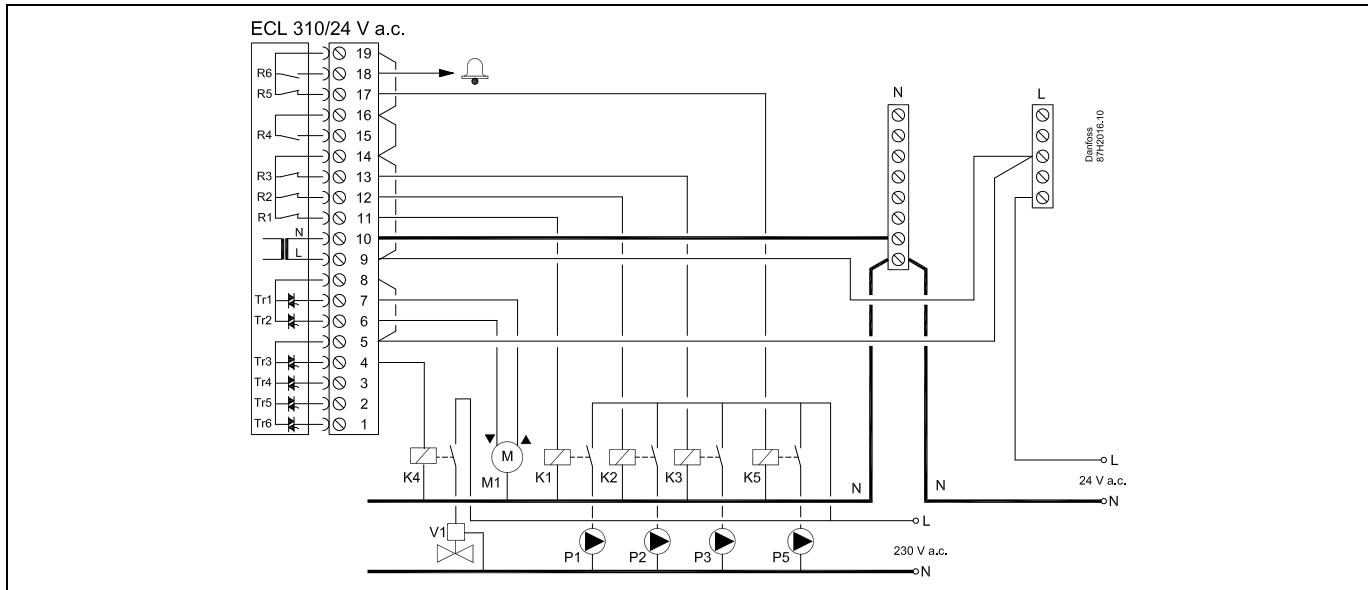 ECL 310/24 V a.c.
19
R6 18
R5 17
16
R4 15
14
R3 13
R2 12
R1 11
N 10
L 9
8
Tr1 7
Tr2 6
5
Tr3 4
Tr4 3
Tr5 2
Tr6 1
N
L
Danfoss
87H2016.10
K4
M
M1
K1
K2
K3
K5
N
N
L
24 V a.c.
N
V1
L
P1
P2
P3
P5
230 V a.c.
N